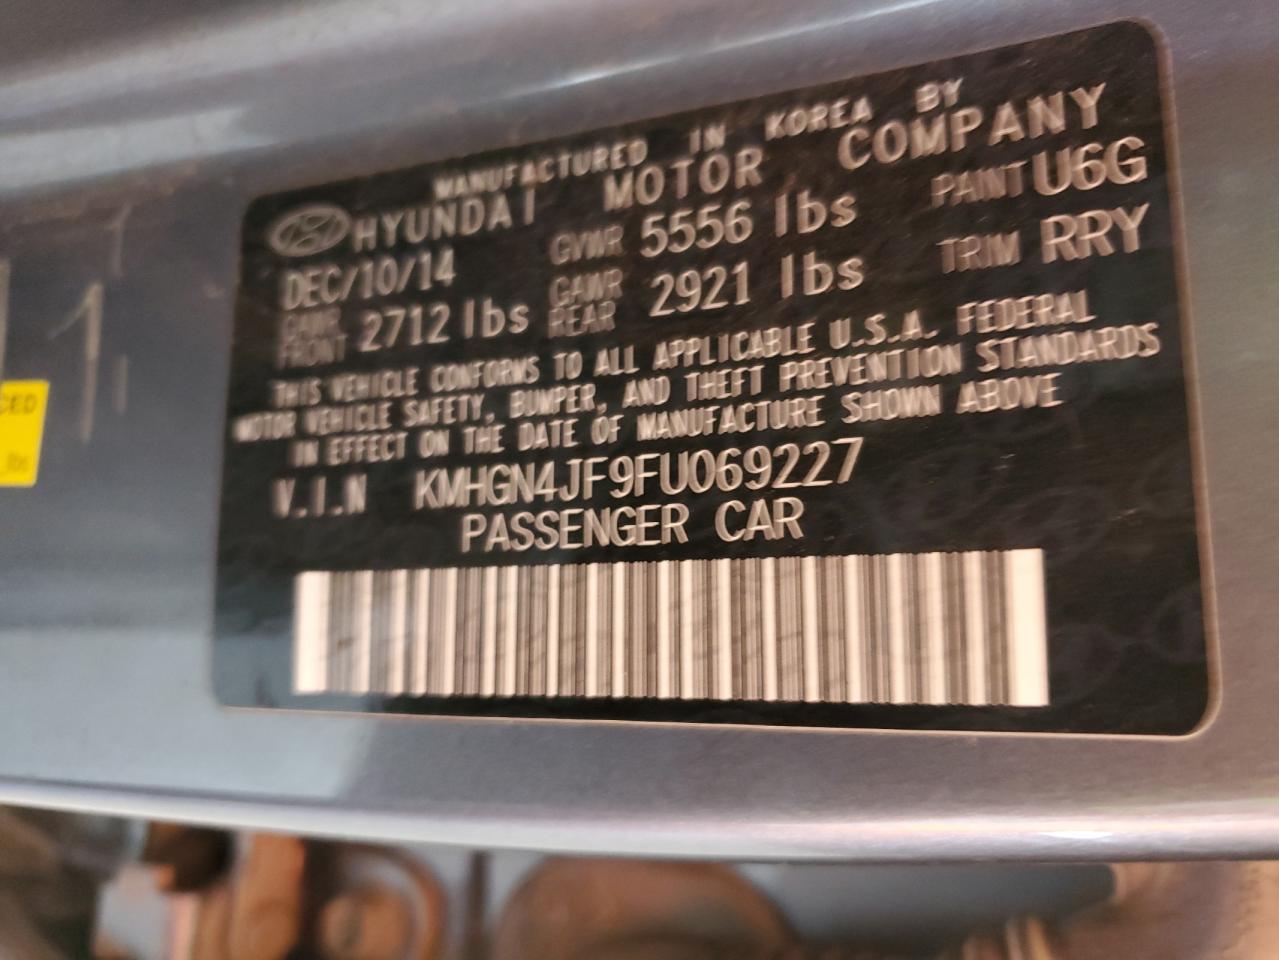 MANUFACTURED IN KOREA BY
HYUNDAI MOTOR COMPANY
DEC/10/14 GVWR 5556 lbs PAINT U6G
GAWR FRONT 2712 lbs GAWR REAR 2921 lbs TRIM RRY
THIS VEHICLE CONFORMS TO ALL APPLICABLE U.S.A. FEDERAL
MOTOR VEHICLE SAFETY, BUMPER, AND THEFT PREVENTION STANDARDS
IN EFFECT ON THE DATE OF MANUFACTURE SHOWN ABOVE
V.I.N KMHGN4JF9FU069227
PASSENGER CAR
1
lbs